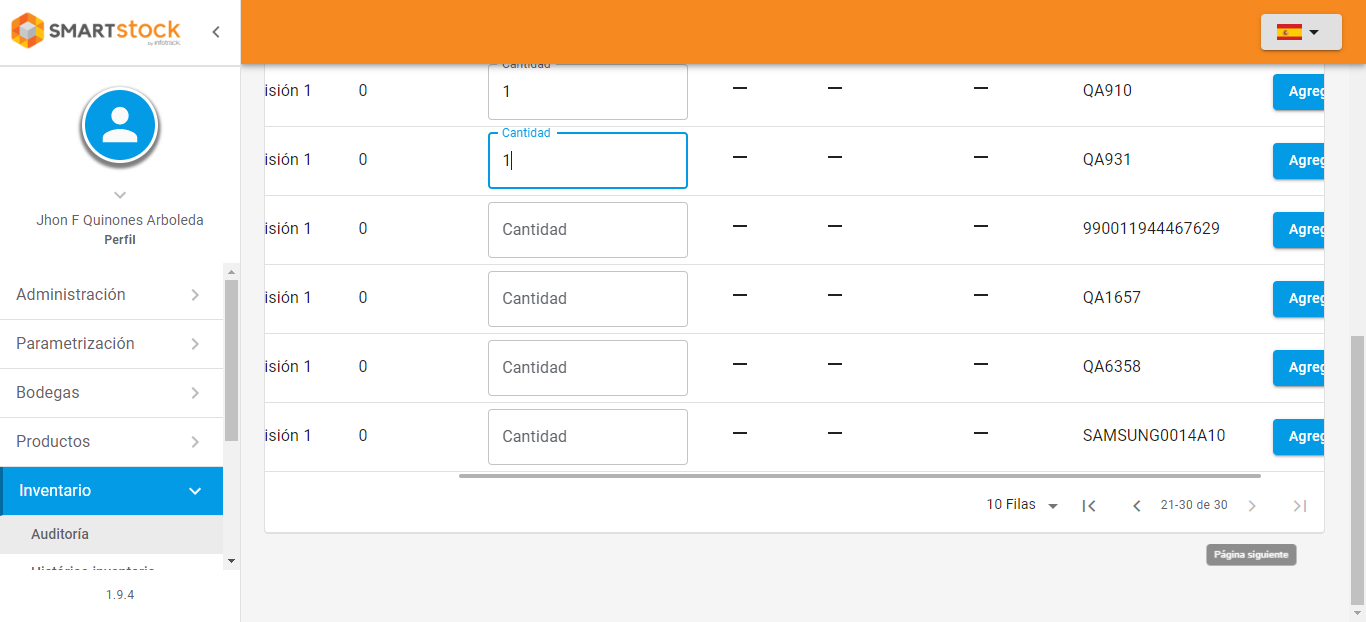 SMARTstock
by infotrack.
Jhon F Quinones Arboleda
Perfil
Administración
Parametrización
Bodegas
Productos
Inventario
Auditoría
Histórico inventario
1.9.4
Cantidad
isión 1 0 1 — — — QA910 Agreg
Cantidad
isión 1 0 1 — — — QA931 Agreg
isión 1 0 Cantidad — — — 990011944467629 Agreg
isión 1 0 Cantidad — — — QA1657 Agreg
isión 1 0 Cantidad — — — QA6358 Agreg
isión 1 0 Cantidad — — — SAMSUNG0014A10 Agreg
10 Filas 21-30 de 30
Página siguiente